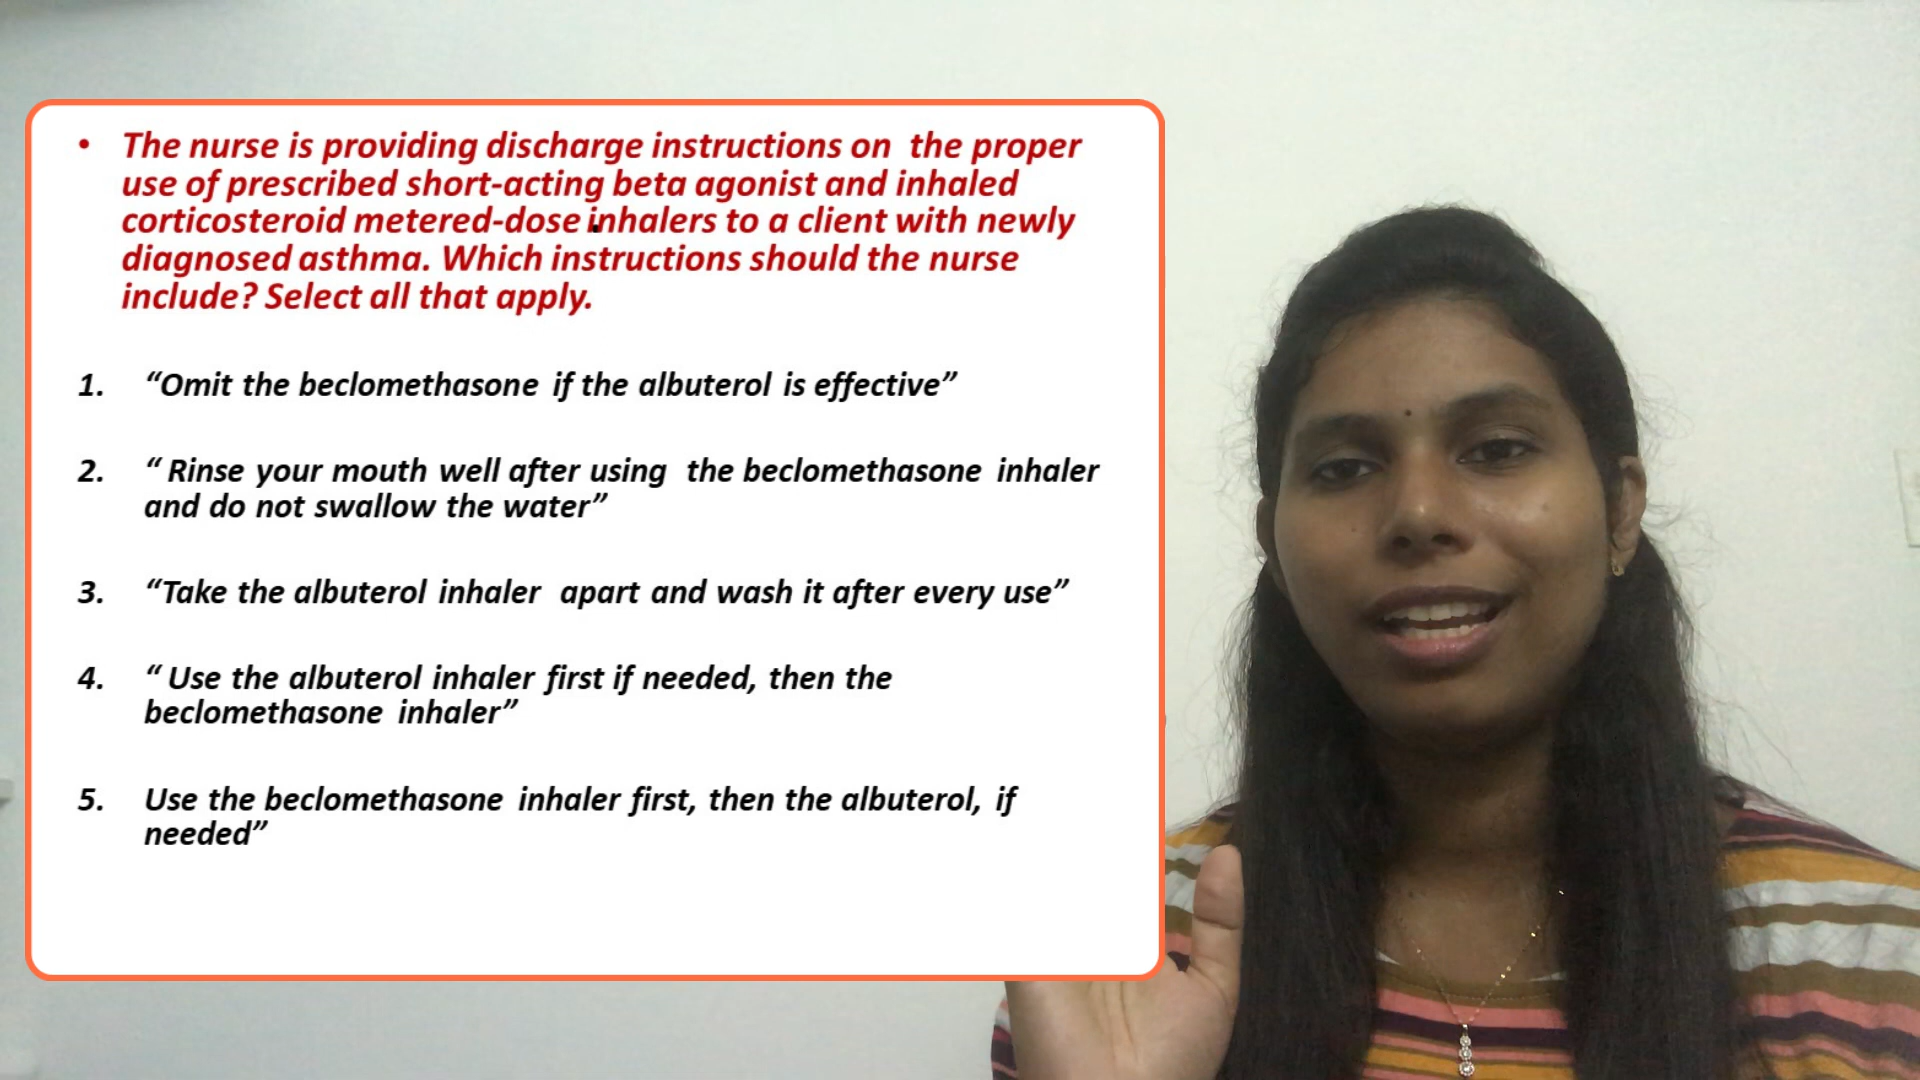 • The nurse is providing discharge instructions on the proper
use of prescribed short-acting beta agonist and inhaled
corticosteroid metered-dose inhalers to a client with newly
diagnosed asthma. Which instructions should the nurse
include? Select all that apply.
1. “Omit the beclomethasone if the albuterol is effective”
2. “ Rinse your mouth well after using the beclomethasone inhaler
and do not swallow the water”
3. “Take the albuterol inhaler apart and wash it after every use”
4. “ Use the albuterol inhaler first if needed, then the
beclomethasone inhaler”
5. Use the beclomethasone inhaler first, then the albuterol, if
needed”